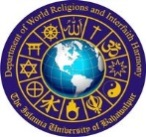 Department of World Religions and Interfaith Harmony
The Islamia University of Bahawalpur